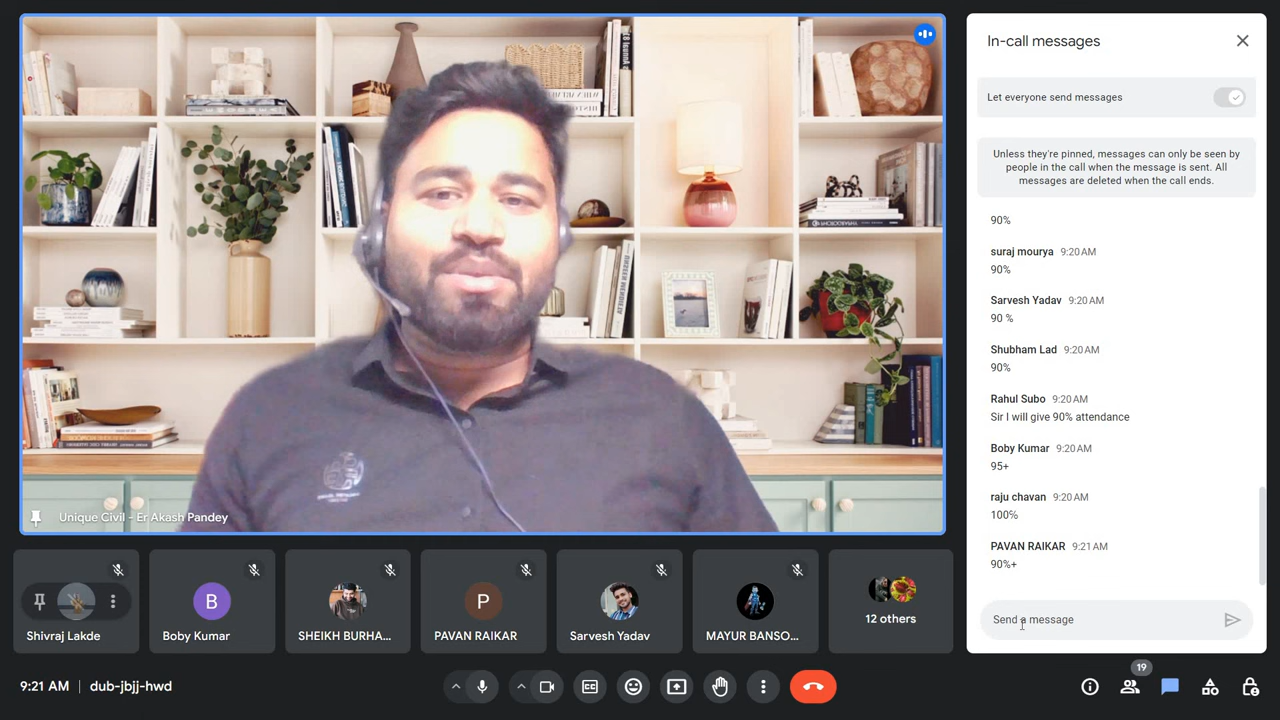 Unique Civil - Er Akash Pandey
Shivraj Lakde
B
Boby Kumar
SHEIKH BURHA...
P
PAVAN RAIKAR
Sarvesh Yadav
MAYUR BANSO...
12 others
9:21 AM | dub-jbjj-hwd
19
In-call messages
Let everyone send messages
Unless they're pinned, messages can only be seen by
people in the call when the message is sent. All
messages are deleted when the call ends.
90%
suraj mourya 9:20 AM
90%
Sarvesh Yadav 9:20 AM
90 %
Shubham Lad 9:20 AM
90%
Rahul Subo 9:20 AM
Sir I will give 90% attendance
Boby Kumar 9:20 AM
95+
raju chavan 9:20 AM
100%
PAVAN RAIKAR 9:21 AM
90%+
Send a message